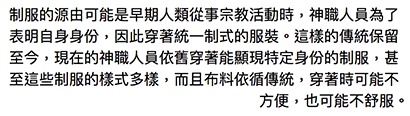 制服的源由可能是早期人類從事宗教活動時，神職人員為了
表明自身身份，因此穿著統一制式的服裝。這樣的傳統保留
至今，現在的神職人員依舊穿著能顯現特定身份的制服，甚
至這些制服的樣式多樣，而且布料依循傳統，穿著時可能不
方便，也可能不舒服。